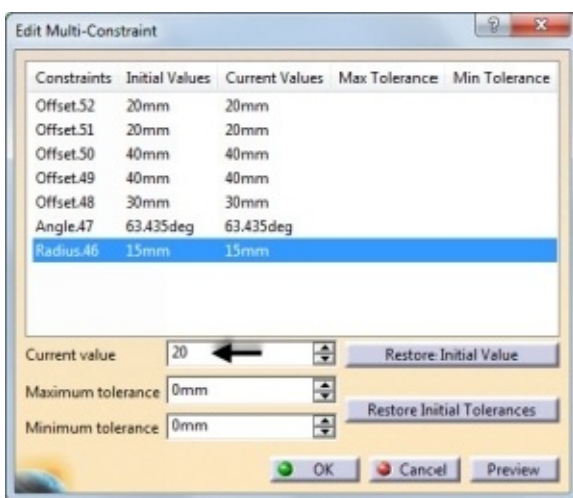 Edit Multi-Constraint
Constraints Initial Values Current Values Max Tolerance Min Tolerance
Offset.52 20mm 20mm
Offset.51 20mm 20mm
Offset.50 40mm 40mm
Offset.49 40mm 40mm
Offset.48 30mm 30mm
Angle.47 63.435deg 63.435deg
Radius.46 15mm 15mm
Current value 20 Restore Initial Value
Maximum tolerance 0mm
Restore Initial Tolerances
Minimum tolerance 0mm
OK Cancel Preview